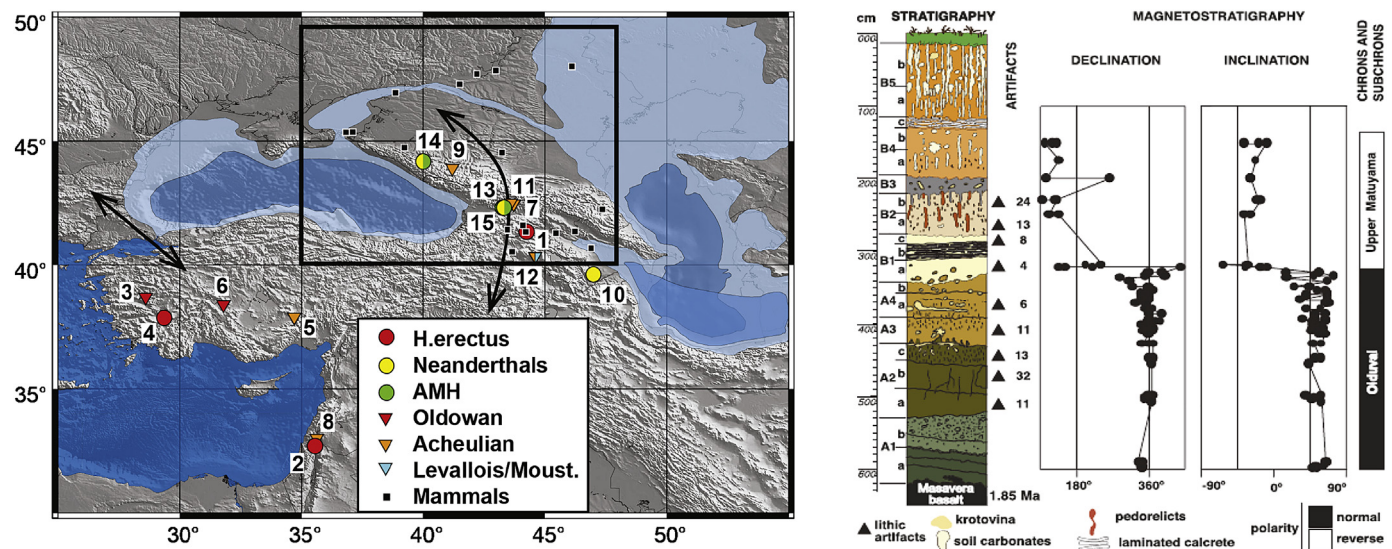 50°
45°
40°
35°
30°
40°
45°
50°
14
9
13
11
7
15
1
12
10
3
6
4
5
8
2
H.erectus
Neanderthals
AMH
Oldowan
Acheulian
Levallois/Moust.
Mammals
cm
STRATIGRAPHY
MAGNETOSTRATIGRAPHY
ARTIFACTS
DECLINATION
INCLINATION
CHRONS AND
SUBCHRONS
000
100
200
300
400
500
600
b
B5
a
c
b
B4
a
B3
b
B2
a
c
b
B1
a
A4
A3
c
b
A2
a
b
A1
a
24
13
8
4
6
11
13
32
11
Upper Matuyama
Olduvai
Masavera
basalt
1.85 Ma
180°
360°
-90°
0°
90°
lithic
artifacts
krotovina
soil carbonates
pedorelicts
laminated calcrete
polarity
normal
reverse